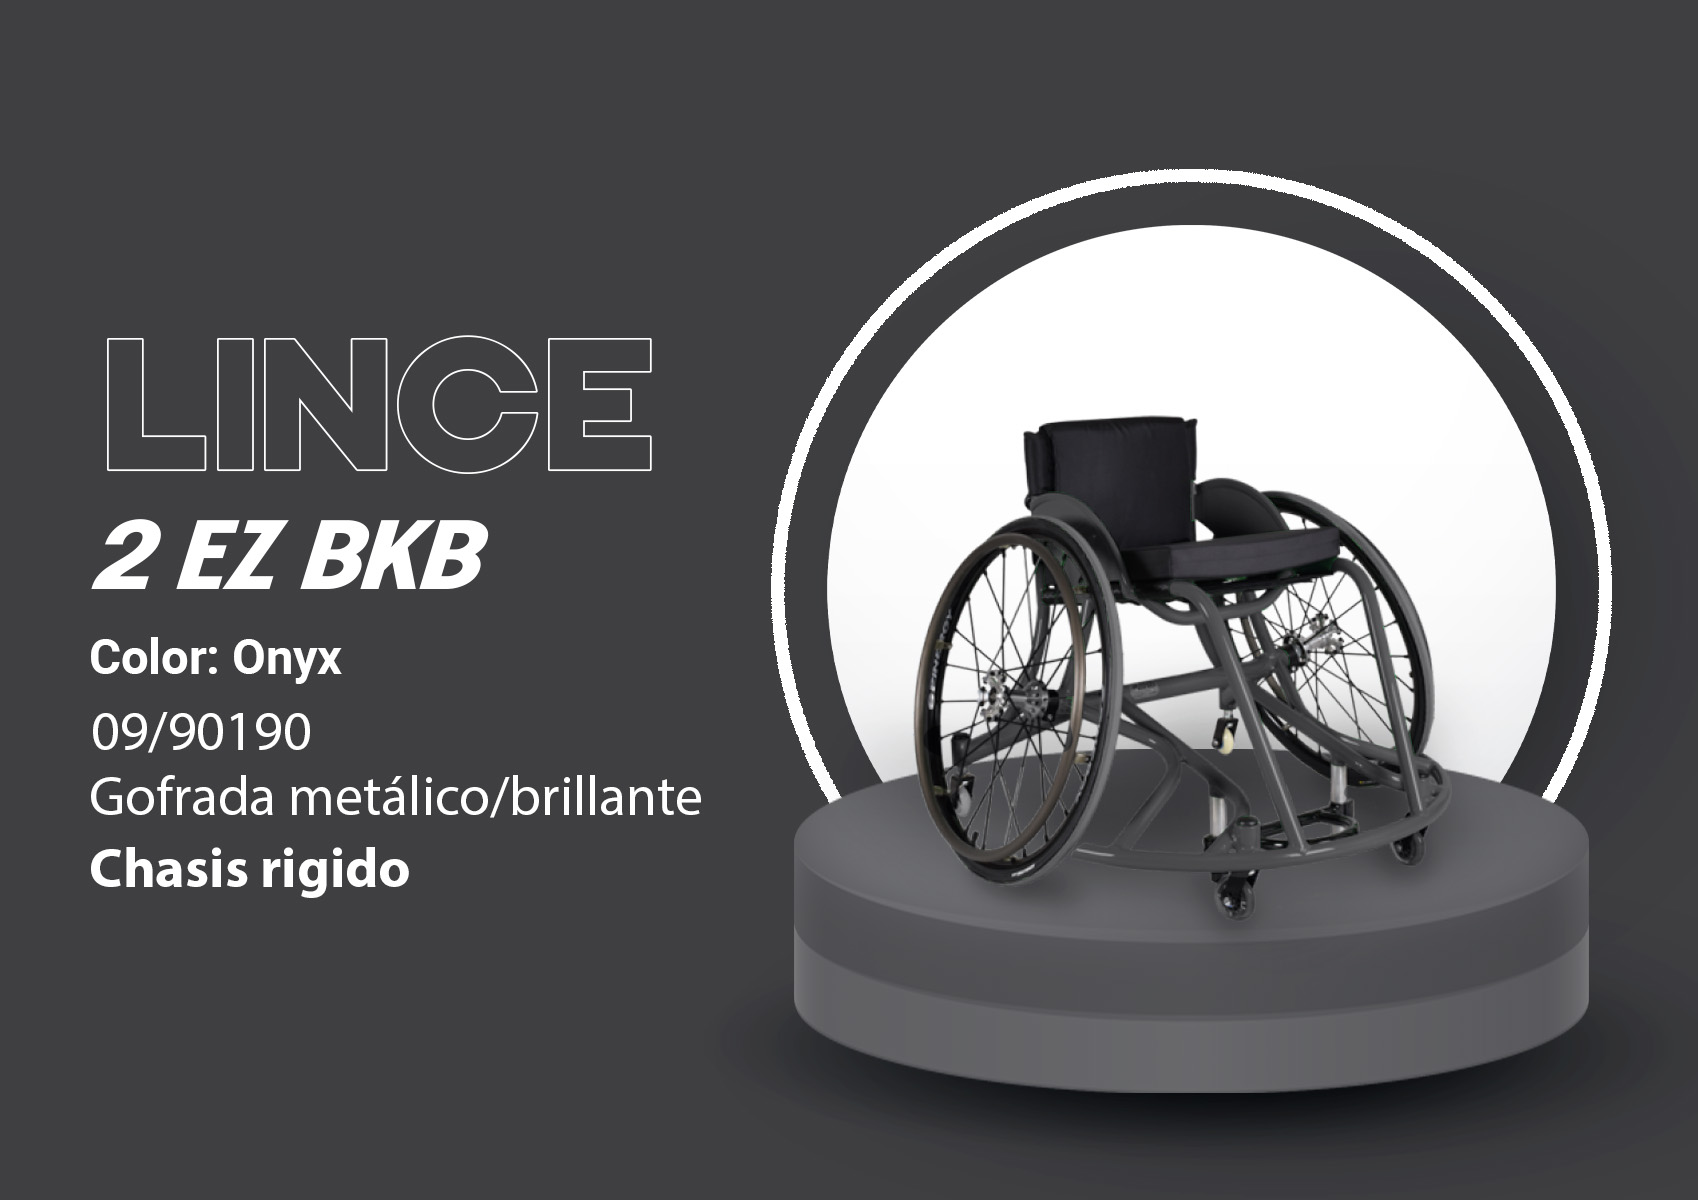 LINCE
2 EZ BKB
Color: Onyx
09/90190
Gofrada metálico/brillante
Chasis rigido